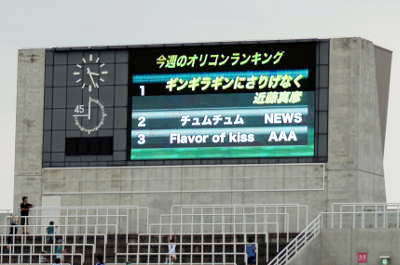 今週のオリコンランキング
1 ギンギラギンにさりげなく
近藤真彦
2 チュムチュム NEWS
3 Flavor of kiss AAA
45